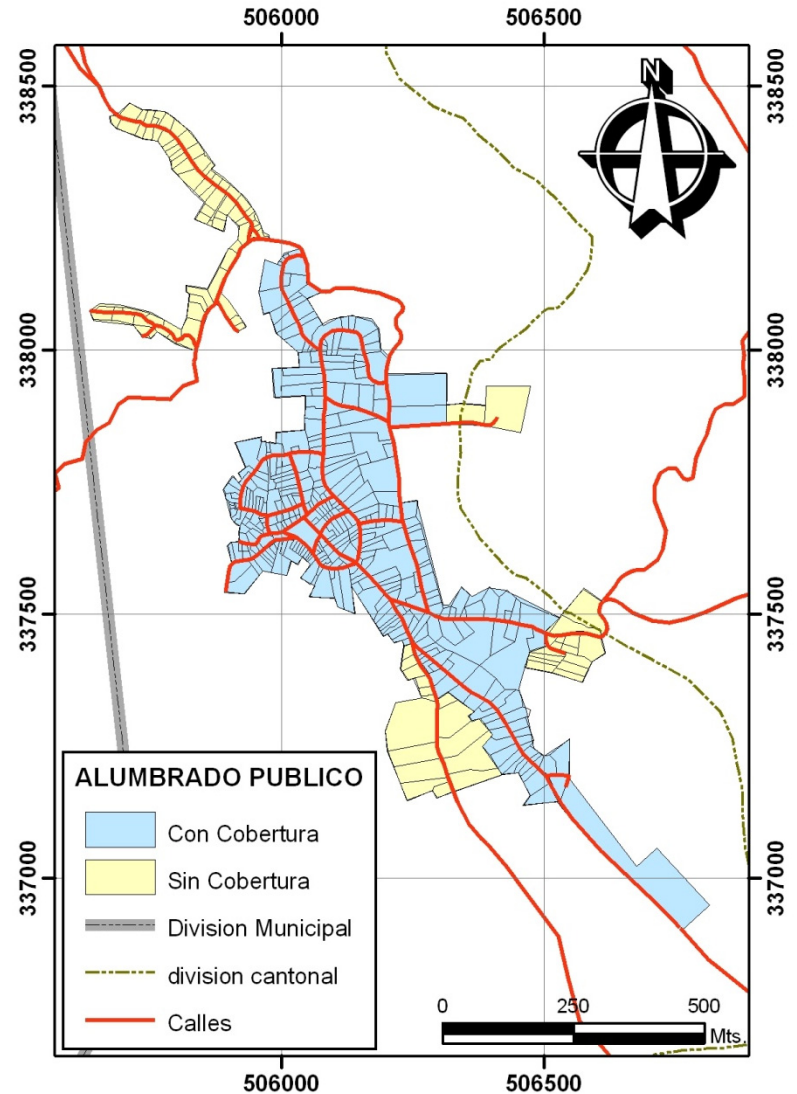 506000 506500
338500 338500
N
338000 338000
337500 337500
ALUMBRADO PUBLICO
Con Cobertura
Sin Cobertura
Division Municipal
division cantonal
Calles
337000 337000
0 250 500
Mts.
506000 506500